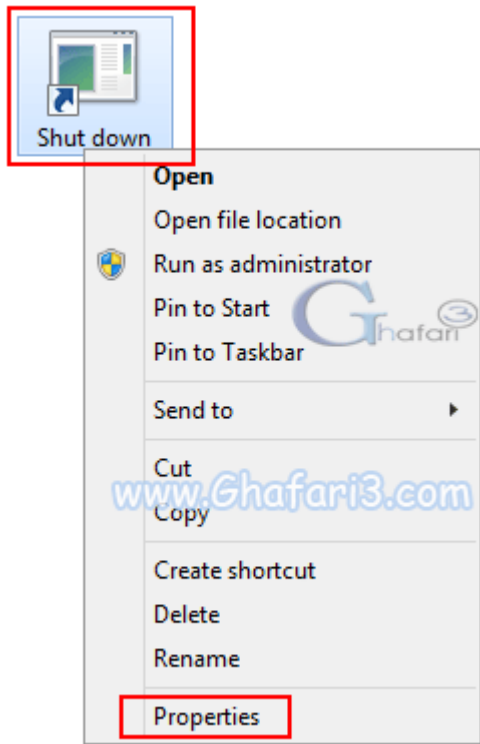 Shut down
Open
Open file location
Run as administrator
Pin to Start
Ghafari3
Pin to Taskbar
Send to
Cut
www.Ghafari3.com
Copy
Create shortcut
Delete
Rename
Properties